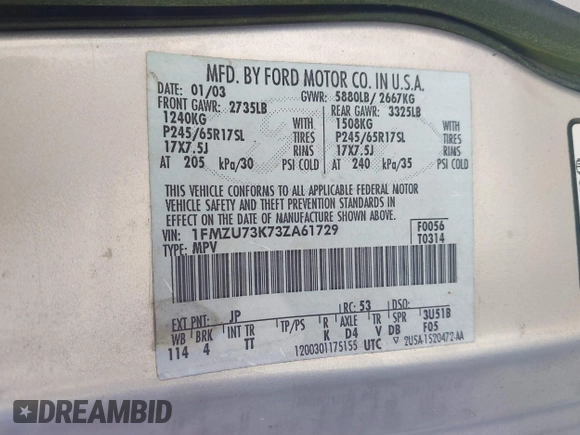 MFD. BY FORD MOTOR CO. IN U.S.A.
DATE: 01/03 GVWR: 5880LB/ 2667KG
FRONT GAWR: 2735LB REAR GAWR: 3325LB
1240KG WITH 1508KG WITH
P245/65R17SL TIRES P245/65R17SL TIRES
17X7.5J RIMS 17X7.5J RIMS
AT 205 kPa/30 PSI COLD AT 240 kPa/35 PSI COLD
THIS VEHICLE CONFORMS TO ALL APPLICABLE FEDERAL MOTOR
VEHICLE SAFETY AND THEFT PREVENTION STANDARDS IN
EFFECT ON THE DATE OF MANUFACTURE SHOWN ABOVE.
VIN: 1FMZU73K73ZA61729 F0056
TYPE: MPV T0314
EXT PNT: JP RC: 53 DSO:
WB BRK INT TR TP/PS R AXLE TR SPR 3U51B
114 4 TT K D4 V DB F05
1200301175155 UTC ▽ 2U5A-1520472-AA
DREAMBID